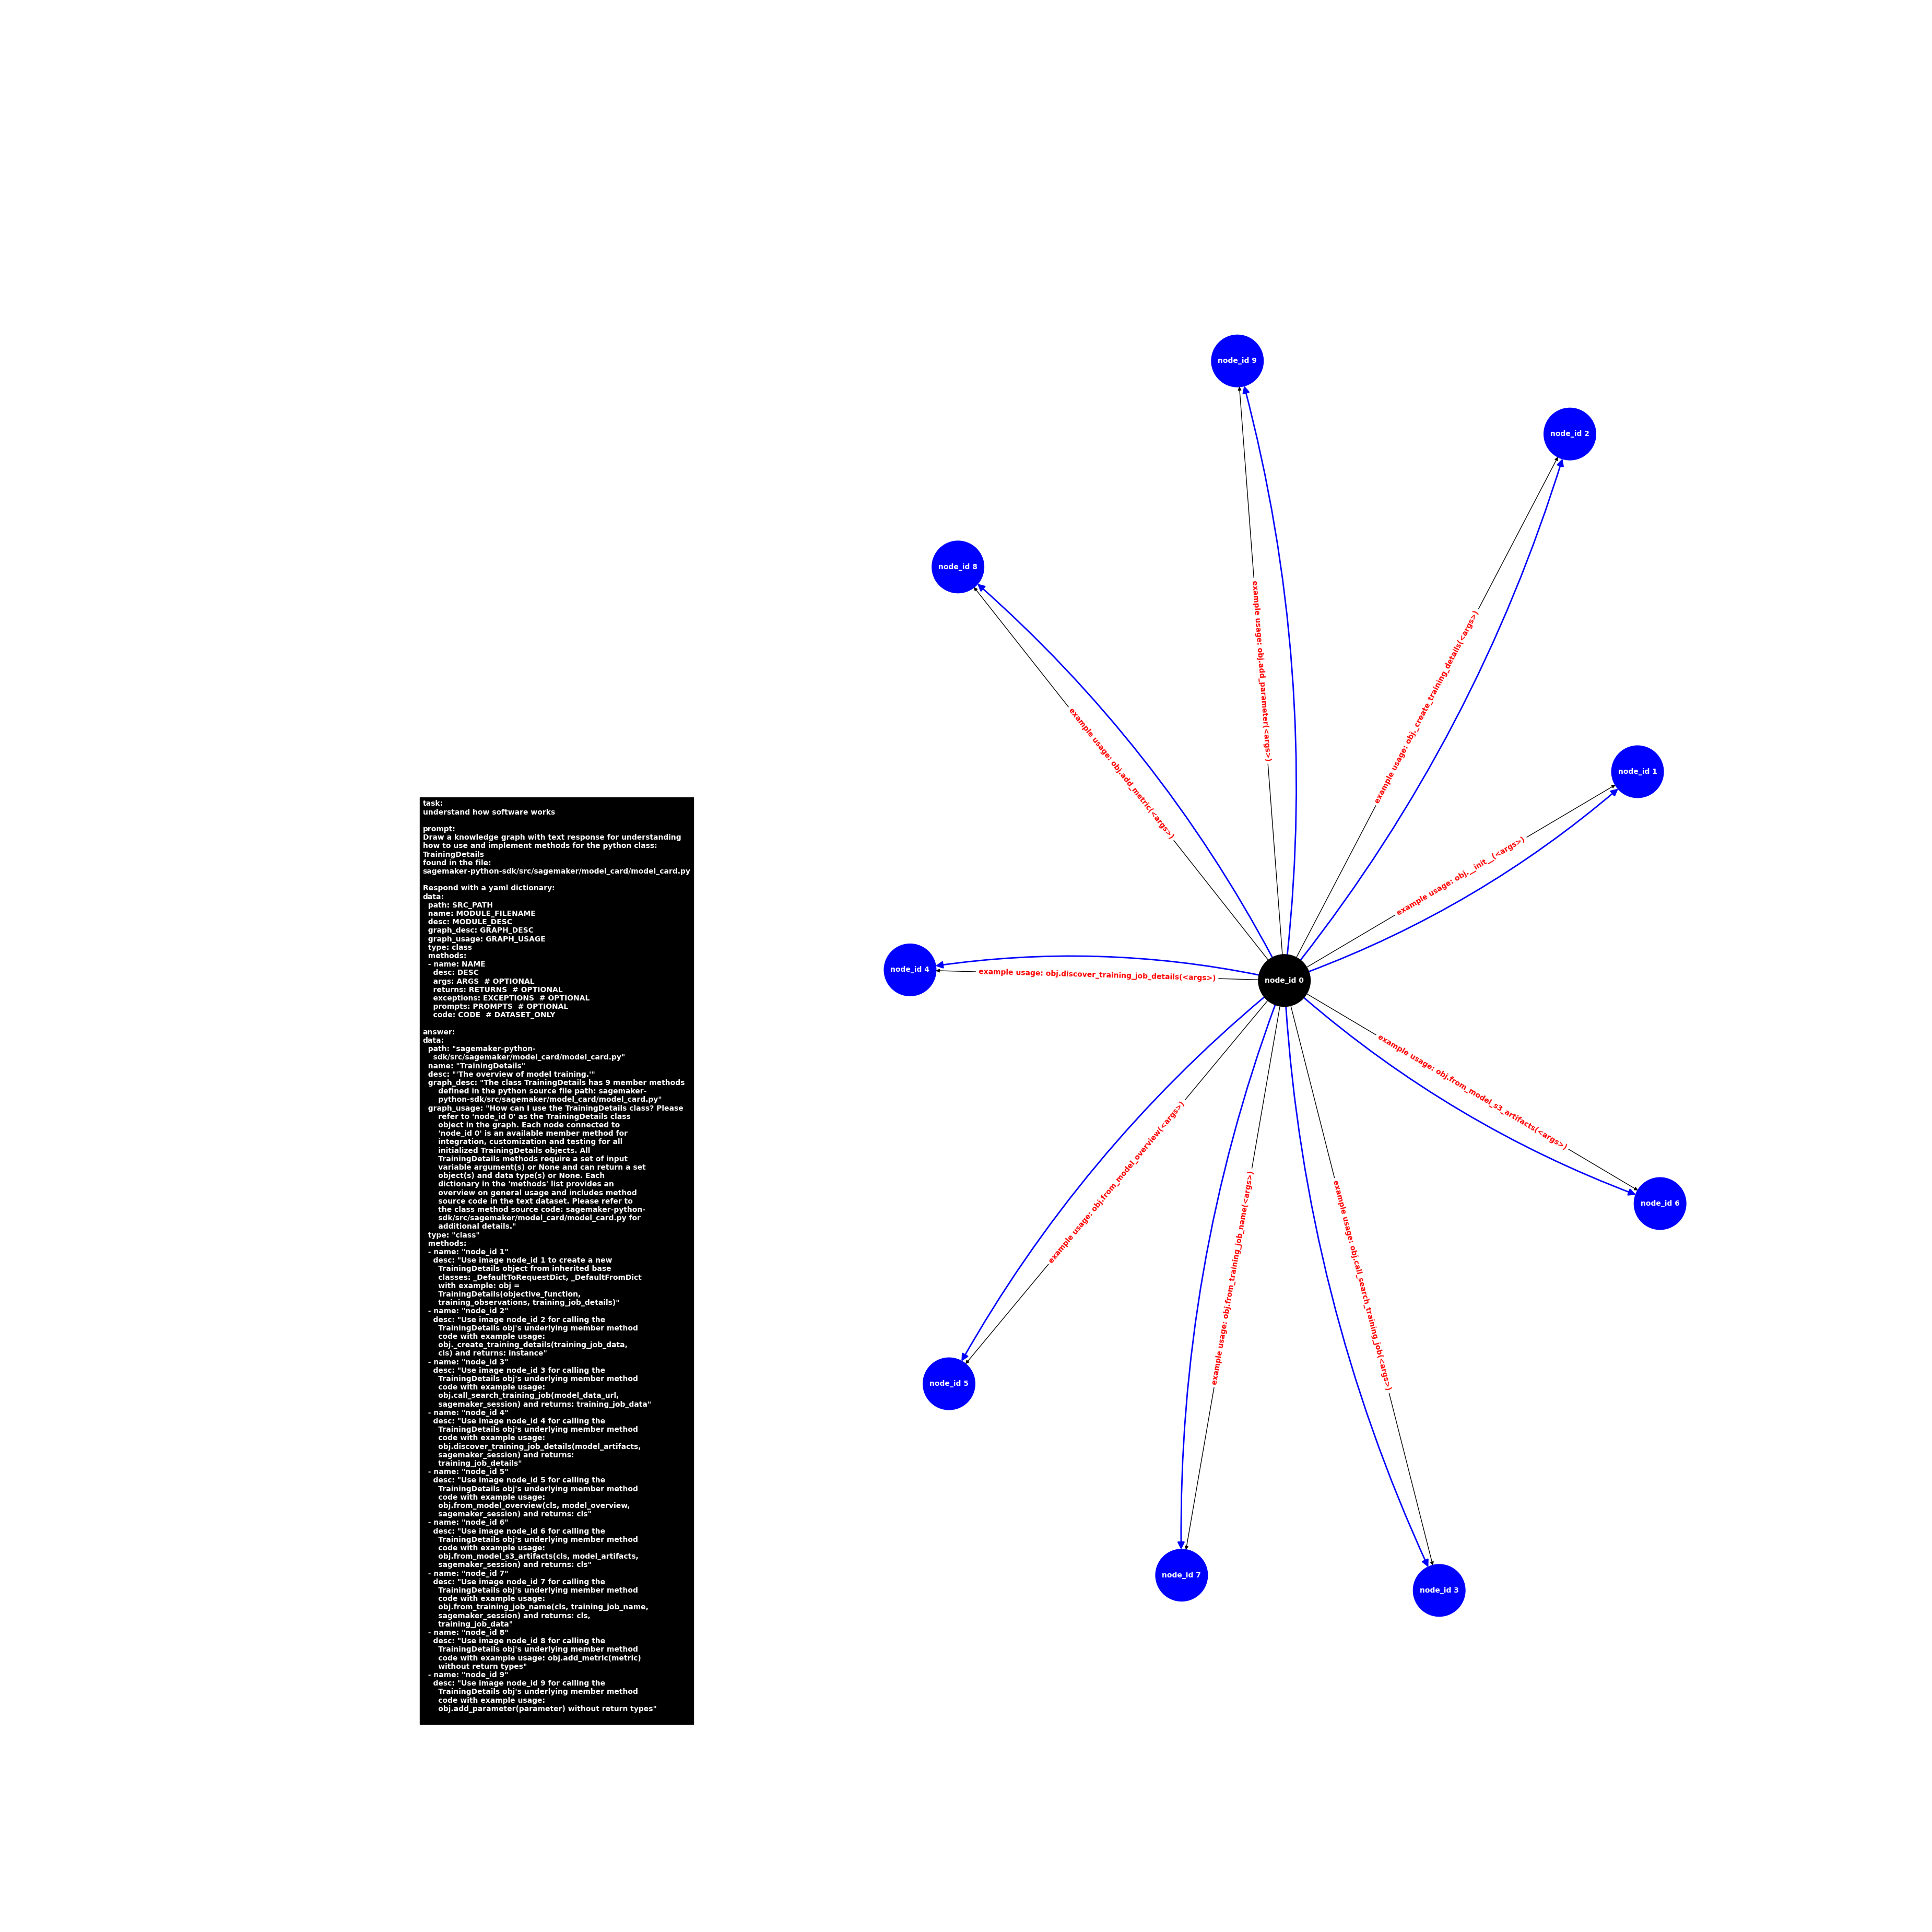 task:
understand how software works

prompt:
Draw a knowledge graph with text response for understanding
how to use and implement methods for the python class:
TrainingDetails
found in the file:
sagemaker-python-sdk/src/sagemaker/model_card/model_card.py

Respond with a yaml dictionary:
data:
  path: SRC_PATH
  name: MODULE_FILENAME
  desc: MODULE_DESC
  graph_desc: GRAPH_DESC
  graph_usage: GRAPH_USAGE
  type: class
  methods:
  - name: NAME
    desc: DESC
    args: ARGS  # OPTIONAL
    returns: RETURNS  # OPTIONAL
    exceptions: EXCEPTIONS  # OPTIONAL
    prompts: PROMPTS  # OPTIONAL
    code: CODE  # DATASET_ONLY

answer:
data:
  path: "sagemaker-python-
    sdk/src/sagemaker/model_card/model_card.py"
  name: "TrainingDetails"
  desc: "'The overview of model training.'"
  graph_desc: "The class TrainingDetails has 9 member methods
      defined in the python source file path: sagemaker-
      python-sdk/src/sagemaker/model_card/model_card.py"
  graph_usage: "How can I use the TrainingDetails class? Please
      refer to 'node_id 0' as the TrainingDetails class
      object in the graph. Each node connected to
      'node_id 0' is an available member method for
      integration, customization and testing for all
      initialized TrainingDetails objects. All
      TrainingDetails methods require a set of input
      variable argument(s) or None and can return a set
      object(s) and data type(s) or None. Each
      dictionary in the 'methods' list provides an
      overview on general usage and includes method
      source code in the text dataset. Please refer to
      the class method source code: sagemaker-python-
      sdk/src/sagemaker/model_card/model_card.py for
      additional details."
  type: "class"
  methods:
  - name: "node_id 1"
    desc: "Use image node_id 1 to create a new
      TrainingDetails object from inherited base
      classes: _DefaultToRequestDict, _DefaultFromDict
      with example: obj =
      TrainingDetails(objective_function,
      training_observations, training_job_details)"
  - name: "node_id 2"
    desc: "Use image node_id 2 for calling the
      TrainingDetails obj's underlying member method
      code with example usage:
      obj._create_training_details(training_job_data,
      cls) and returns: instance"
  - name: "node_id 3"
    desc: "Use image node_id 3 for calling the
      TrainingDetails obj's underlying member method
      code with example usage:
      obj.call_search_training_job(model_data_url,
      sagemaker_session) and returns: training_job_data"
  - name: "node_id 4"
    desc: "Use image node_id 4 for calling the
      TrainingDetails obj's underlying member method
      code with example usage:
      obj.discover_training_job_details(model_artifacts,
      sagemaker_session) and returns:
      training_job_details"
  - name: "node_id 5"
    desc: "Use image node_id 5 for calling the
      TrainingDetails obj's underlying member method
      code with example usage:
      obj.from_model_overview(cls, model_overview,
      sagemaker_session) and returns: cls"
  - name: "node_id 6"
    desc: "Use image node_id 6 for calling the
      TrainingDetails obj's underlying member method
      code with example usage:
      obj.from_model_s3_artifacts(cls, model_artifacts,
      sagemaker_session) and returns: cls"
  - name: "node_id 7"
    desc: "Use image node_id 7 for calling the
      TrainingDetails obj's underlying member method
      code with example usage:
      obj.from_training_job_name(cls, training_job_name,
      sagemaker_session) and returns: cls,
      training_job_data"
  - name: "node_id 8"
    desc: "Use image node_id 8 for calling the
      TrainingDetails obj's underlying member method
      code with example usage: obj.add_metric(metric)
      without return types"
  - name: "node_id 9"
    desc: "Use image node_id 9 for calling the
      TrainingDetails obj's underlying member method
      code with example usage:
      obj.add_parameter(parameter) without return types"
node_id 9
node_id 2
node_id 8
example usage: obj.add_parameter(<args>)
example usage: obj._create_training_details(<args>)
example usage: obj.add_metric(<args>)
node_id 1
example usage: obj.__init__(<args>)
node_id 4
example usage: obj.discover_training_job_details(<args>)
node_id 0
example usage: obj.from_model_s3_artifacts(<args>)
example usage: obj.from_model_overview(<args>)
example usage: obj.from_training_job_name(<args>)
example usage: obj.call_search_training_job(<args>)
node_id 6
node_id 5
node_id 7
node_id 3